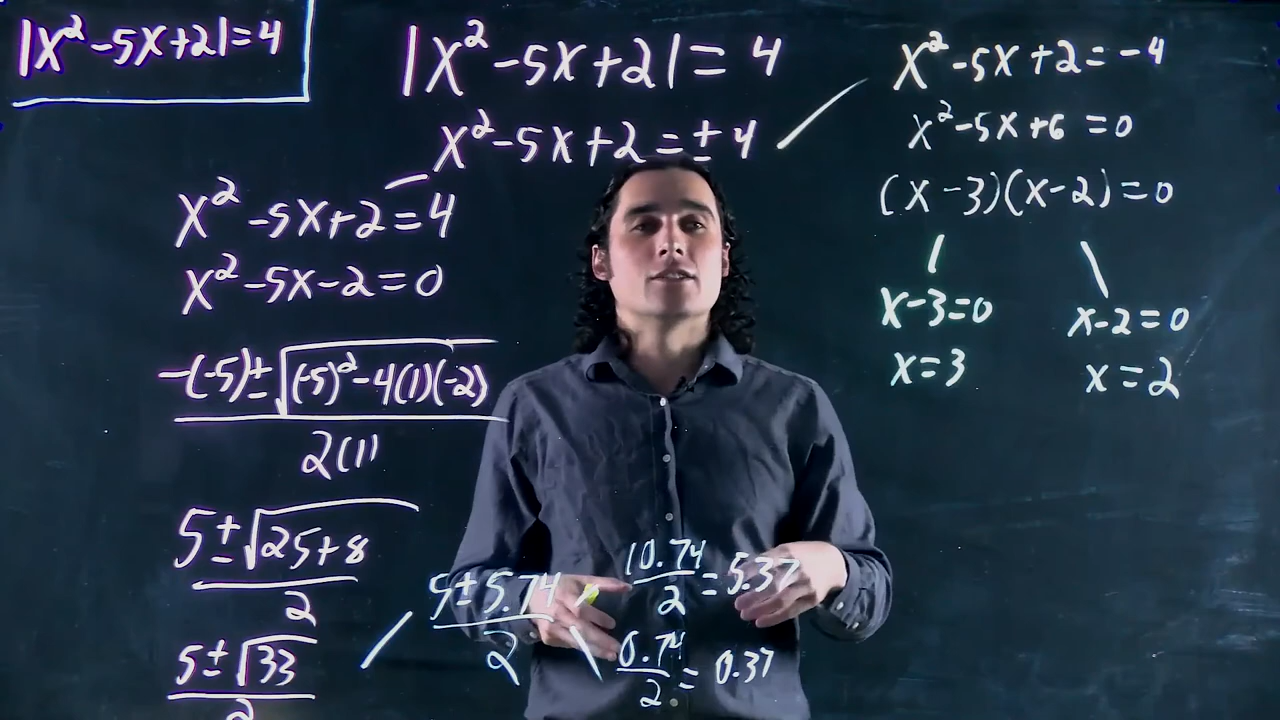 |x²-5x+2|=4
|x²-5x+2|=4
x²-5x+2=±4
x²-5x+2=4
x²-5x-2=0
-(-5)±√(-5)²-4(1)(-2)
2(1)
5±√25+8
2
5±√33
2
5±5.74
2
10.74
2
=5.37
0.74
2
=0.37
x²-5x+2=-4
x²-5x+6=0
(x-3)(x-2)=0
x-3=0
x=3
x-2=0
x=2